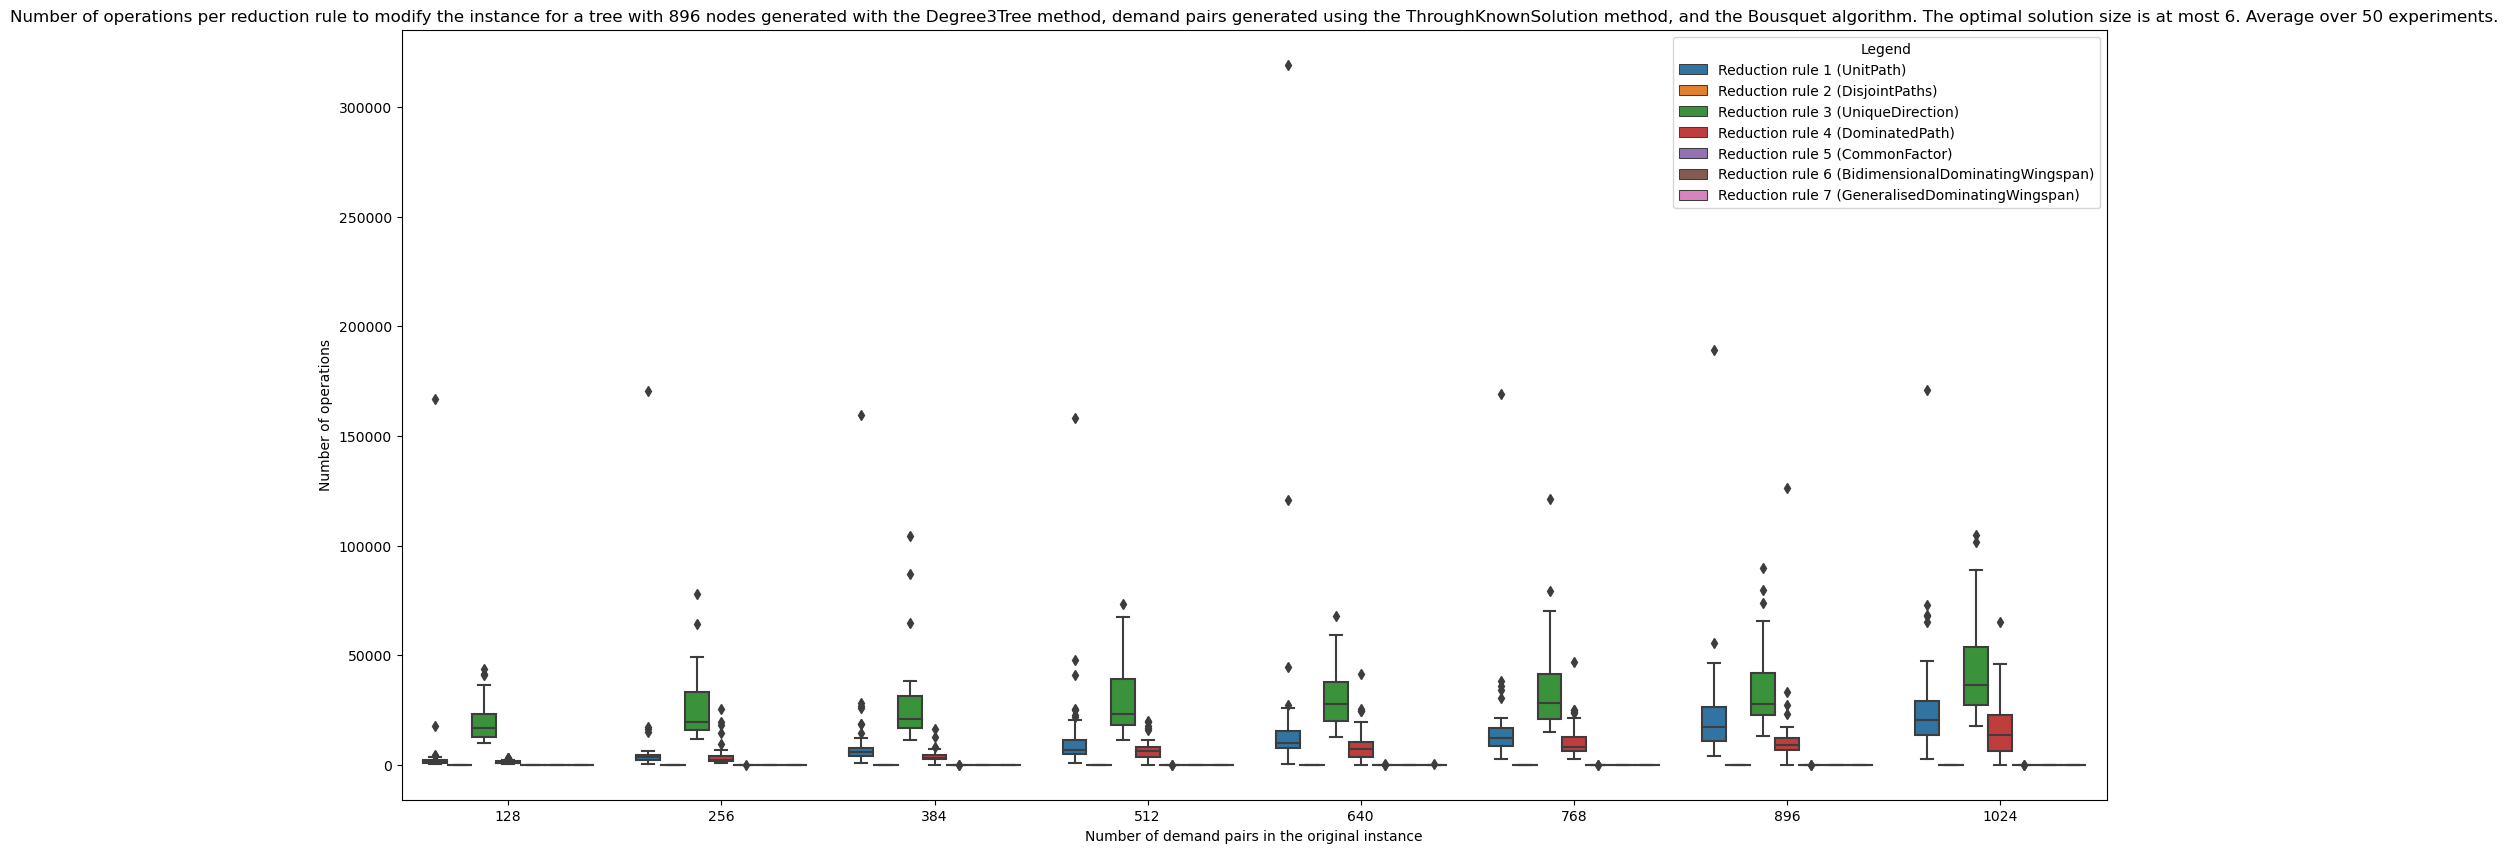 Number of operations per reduction rule to modify the instance for a tree with 896 nodes generated with the Degree3Tree method, demand pairs generated using the ThroughKnownSolution method, and the Bousquet algorithm. The optimal solution size is at most 6. Average over 50 experiments.
Legend
Reduction rule 1 (UnitPath)
Reduction rule 2 (DisjointPaths)
Reduction rule 3 (UniqueDirection)
Reduction rule 4 (DominatedPath)
Reduction rule 5 (CommonFactor)
Reduction rule 6 (BidimensionalDominatingWingspan)
Reduction rule 7 (GeneralisedDominatingWingspan)
Number of operations
300000
250000
200000
150000
100000
50000
0
128 256 384 512 640 768 896 1024
Number of demand pairs in the original instance